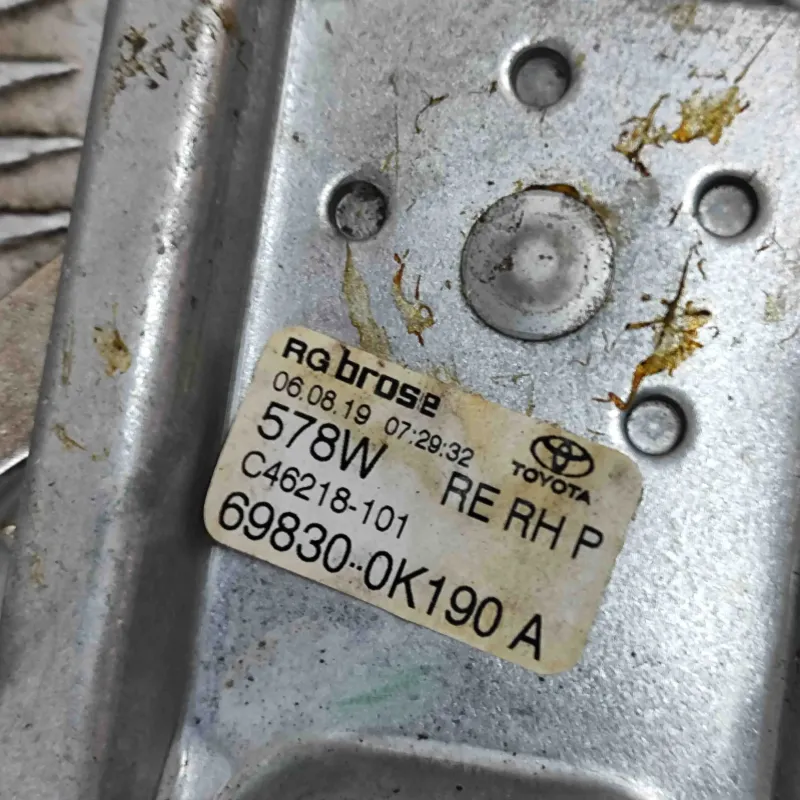 RG brose
06.08.19 07:29:32
578W
TOYOTA
RE RH P
C46218-101
69830-0K190 A